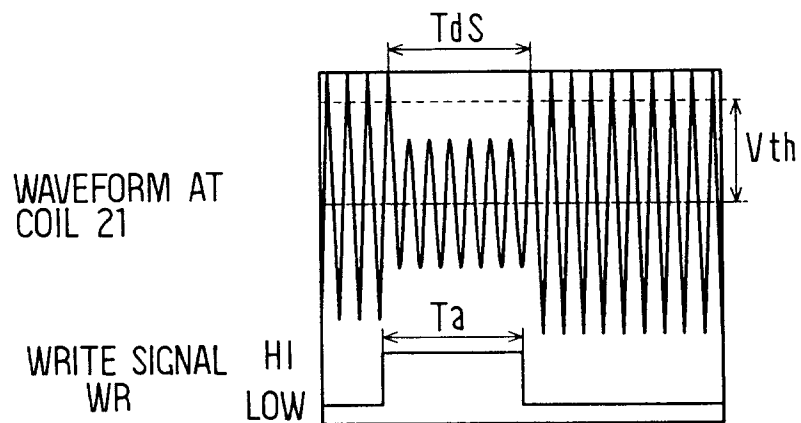 TdS
Vth
WAVEFORM AT
COIL 21
Ta
WRITE SIGNAL HI
WR LOW